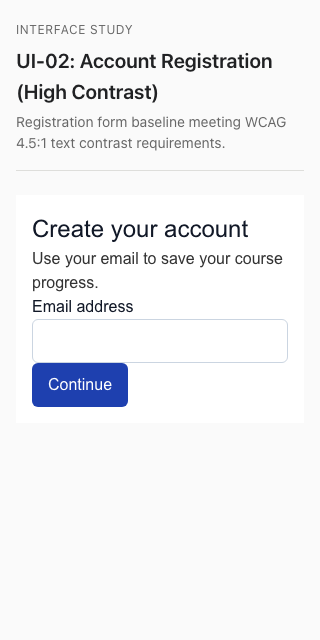 INTERFACE STUDY
UI-02: Account Registration
(High Contrast)
Registration form baseline meeting WCAG
4.5:1 text contrast requirements.
Create your account
Use your email to save your course
progress.
Email address
Continue